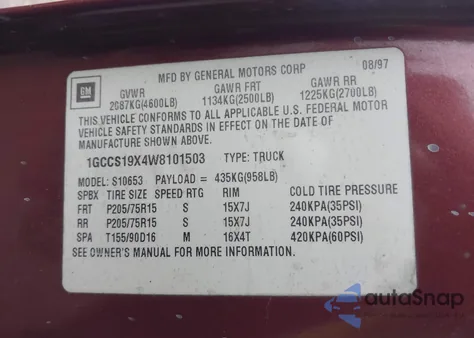 MFD BY GENERAL MOTORS CORP 08/97
GM
GVWR GAWR FRT GAWR RR
2087KG(4600LB) 1134KG(2500LB) 1225KG(2700LB)
THIS VEHICLE CONFORMS TO ALL APPLICABLE U.S. FEDERAL MOTOR
VEHICLE SAFETY STANDARDS IN EFFECT ON THE DATE OF
MANUFACTURE SHOWN ABOVE.
1GCCS19X4W8101503 TYPE: TRUCK
MODEL: S10653 PAYLOAD = 435KG(958LB)
SPBX TIRE SIZE SPEED RTG RIM COLD TIRE PRESSURE
FRT P205/75R15 S 15X7J 240KPA(35PSI)
RR P205/75R15 S 15X7J 240KPA(35PSI)
SPA T155/90D16 M 16X4T 420KPA(60PSI)
SEE OWNER'S MANUAL FOR MORE INFORMATION.
autoSnap